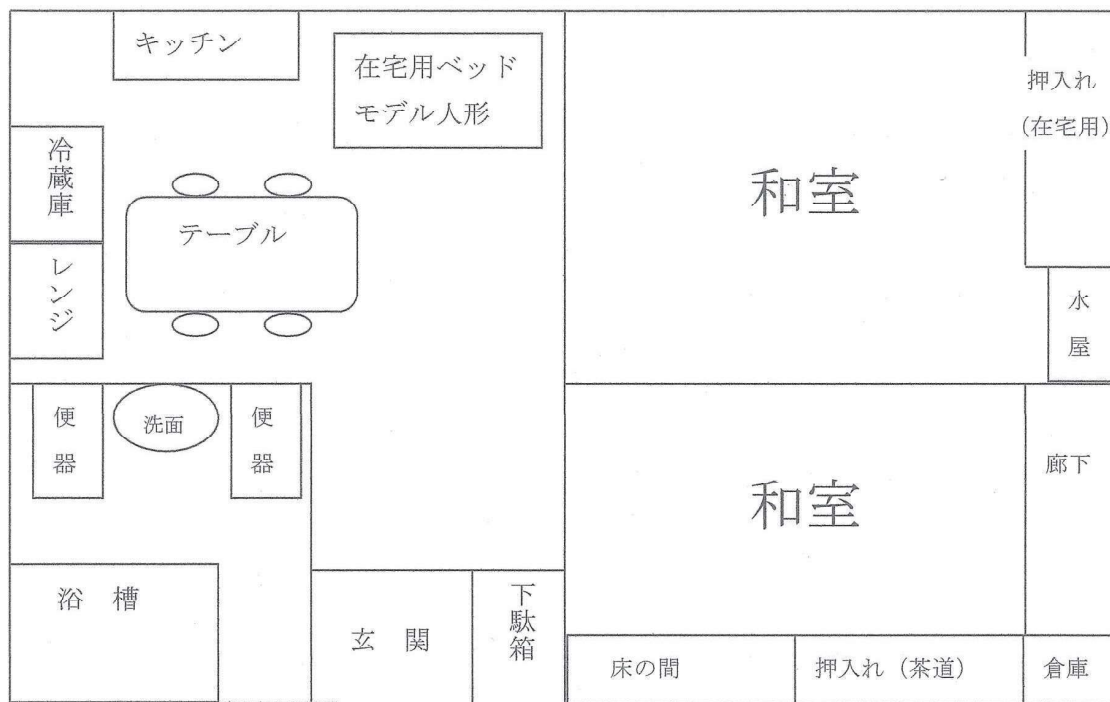 キッチン
在宅用ベッド
モデル人形
冷蔵庫
テーブル
レンジ
和室
押入れ
（在宅用）
水屋
便器
洗面
便器
和室
廊下
浴　槽
玄　関
下駄箱
床の間
押入れ（茶道）
倉庫